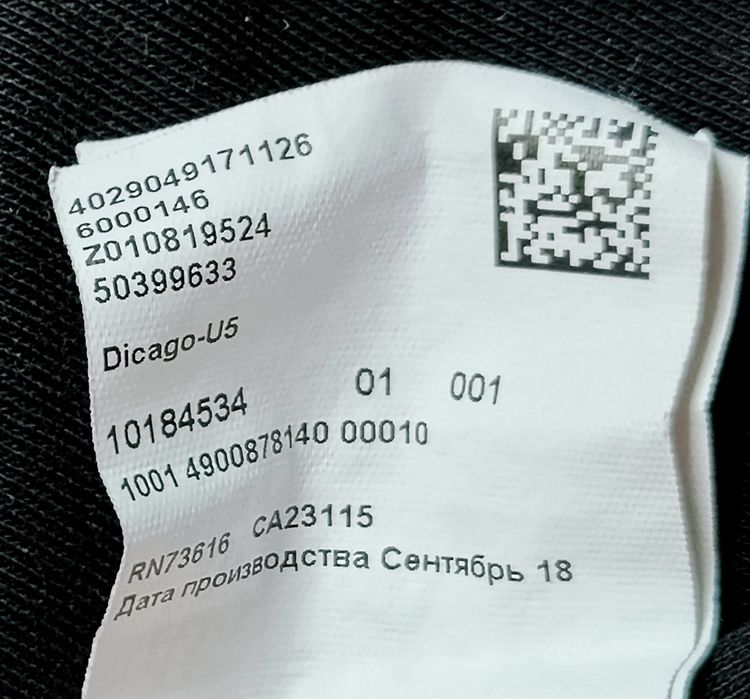 4029049171126
6000146
Z010819524
50399633
Dicago-U5
10184534 01 001
1001 4900878140 00010
RN73616 CA23115
Дата производства Сентябрь 18